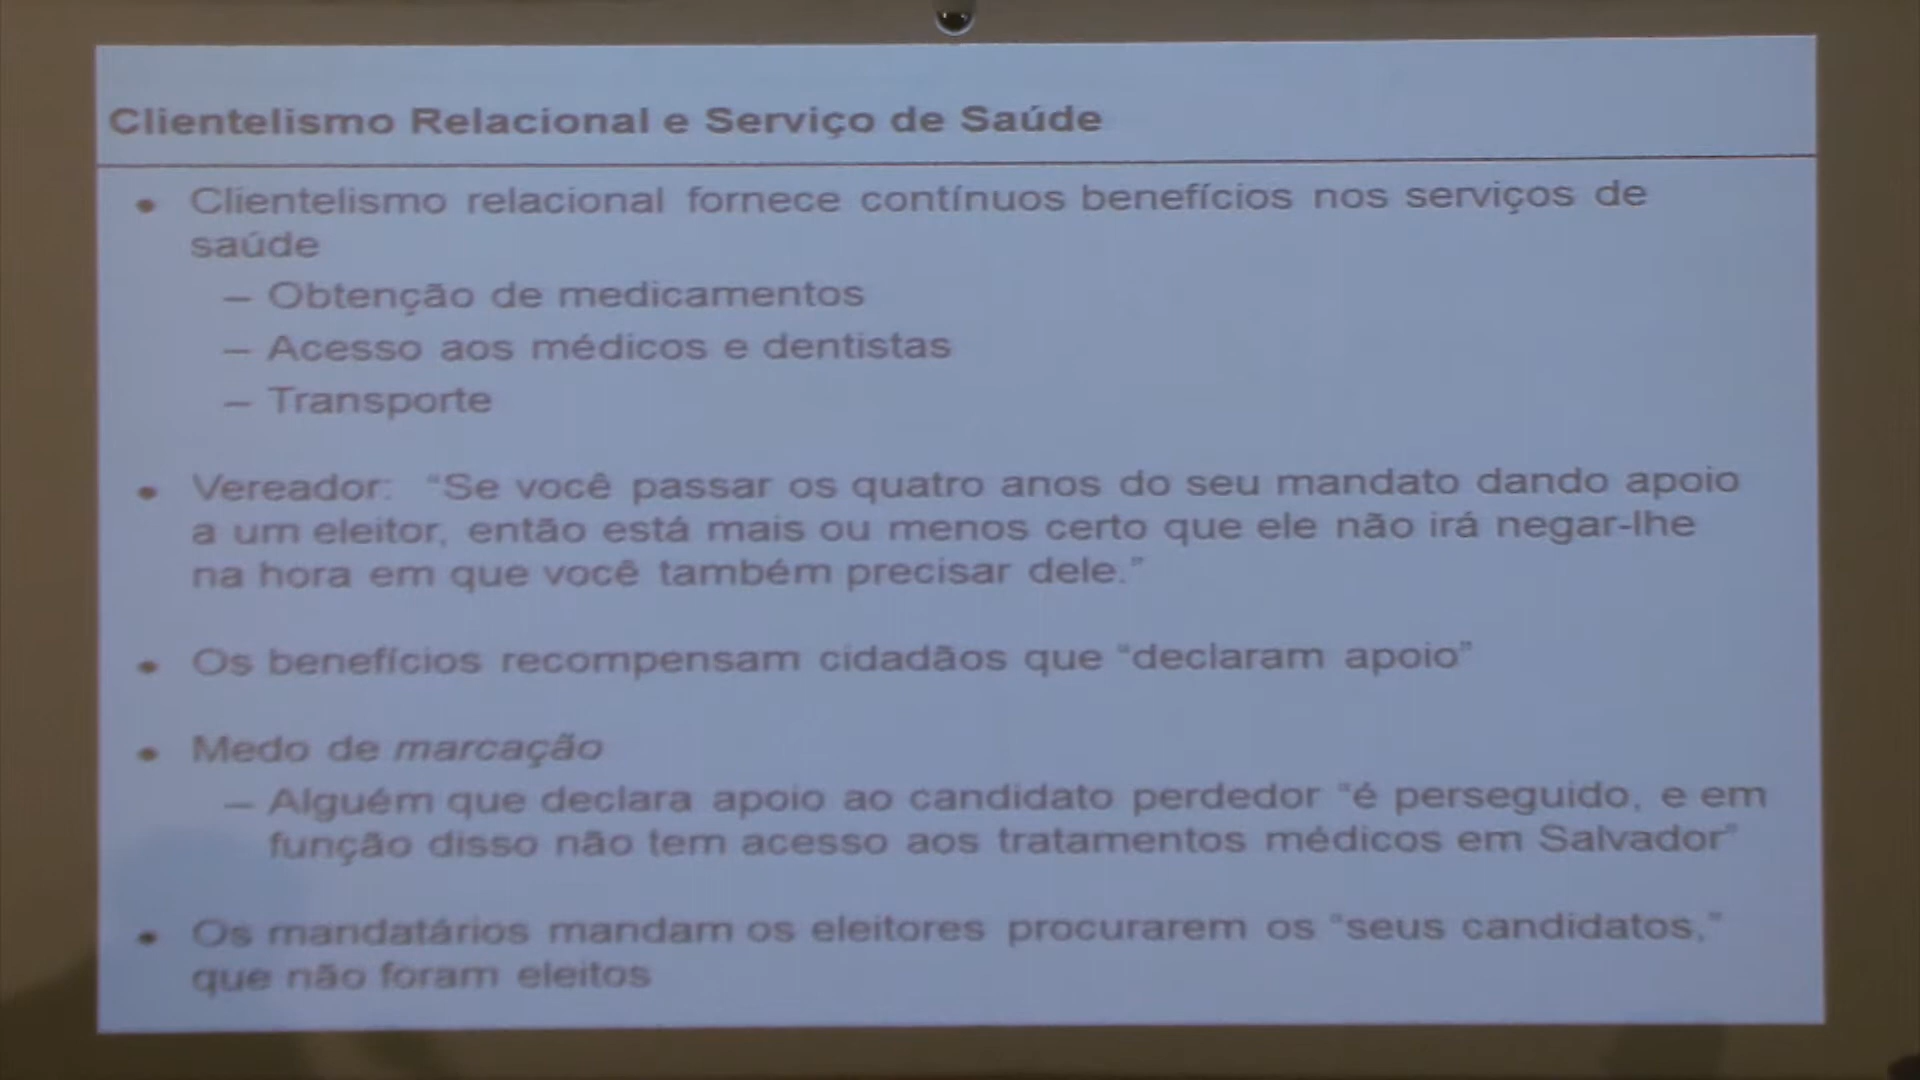 Clientelismo Relacional e Serviço de Saúde
• Clientelismo relacional fornece contínuos benefícios nos serviços de
saúde
– Obtenção de medicamentos
– Acesso aos médicos e dentistas
– Transporte
• Vereador: “Se você passar os quatro anos do seu mandato dando apoio
a um eleitor, então está mais ou menos certo que ele não irá negar-lhe
na hora em que você também precisar dele.”
• Os benefícios recompensam cidadãos que “declaram apoio”
• Medo de marcação
– Alguém que declara apoio ao candidato perdedor “é perseguido, e em
função disso não tem acesso aos tratamentos médicos em Salvador”
• Os mandatários mandam os eleitores procurarem os “seus candidatos,”
que não foram eleitos